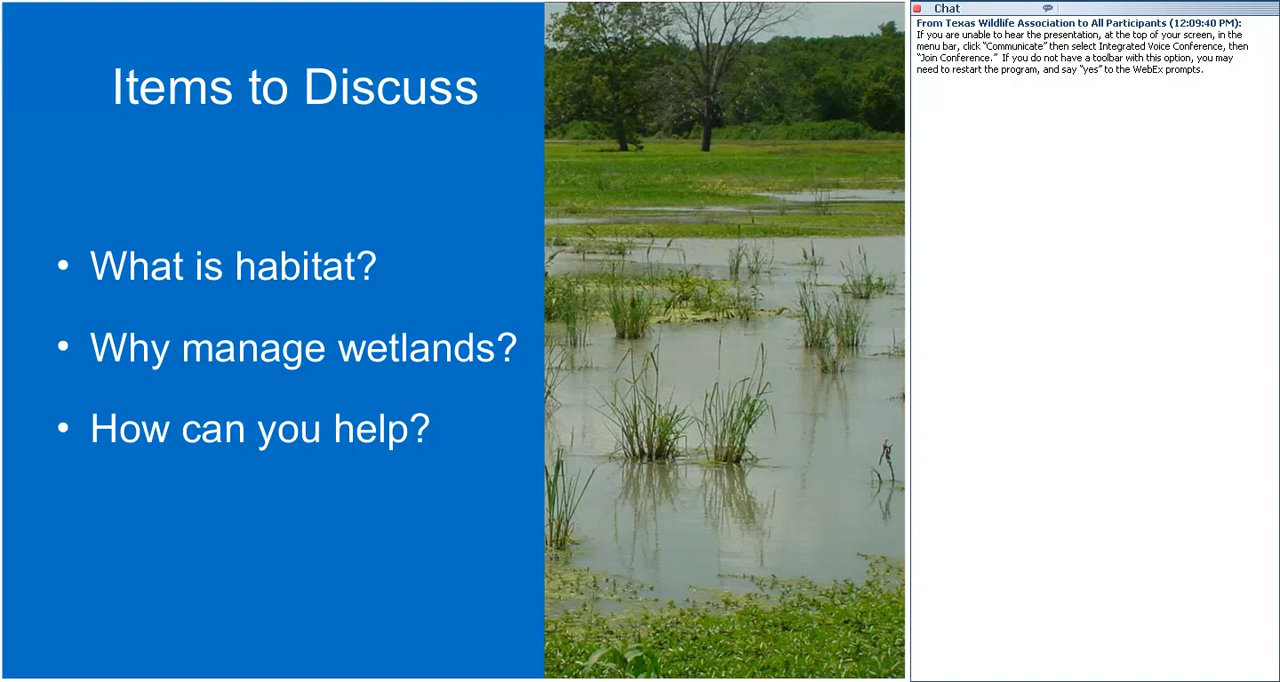 Items to Discuss
• What is habitat?
• Why manage wetlands?
• How can you help?
Chat
From Texas Wildlife Association to All Participants (12:09:40 PM):
If you are unable to hear the presentation, at the top of your screen, in the
menu bar, click “Communicate” then select Integrated Voice Conference, then
“Join Conference.”  If you do not have a toolbar with this option, you may
need to restart the program, and say “yes” to the WebEx prompts.